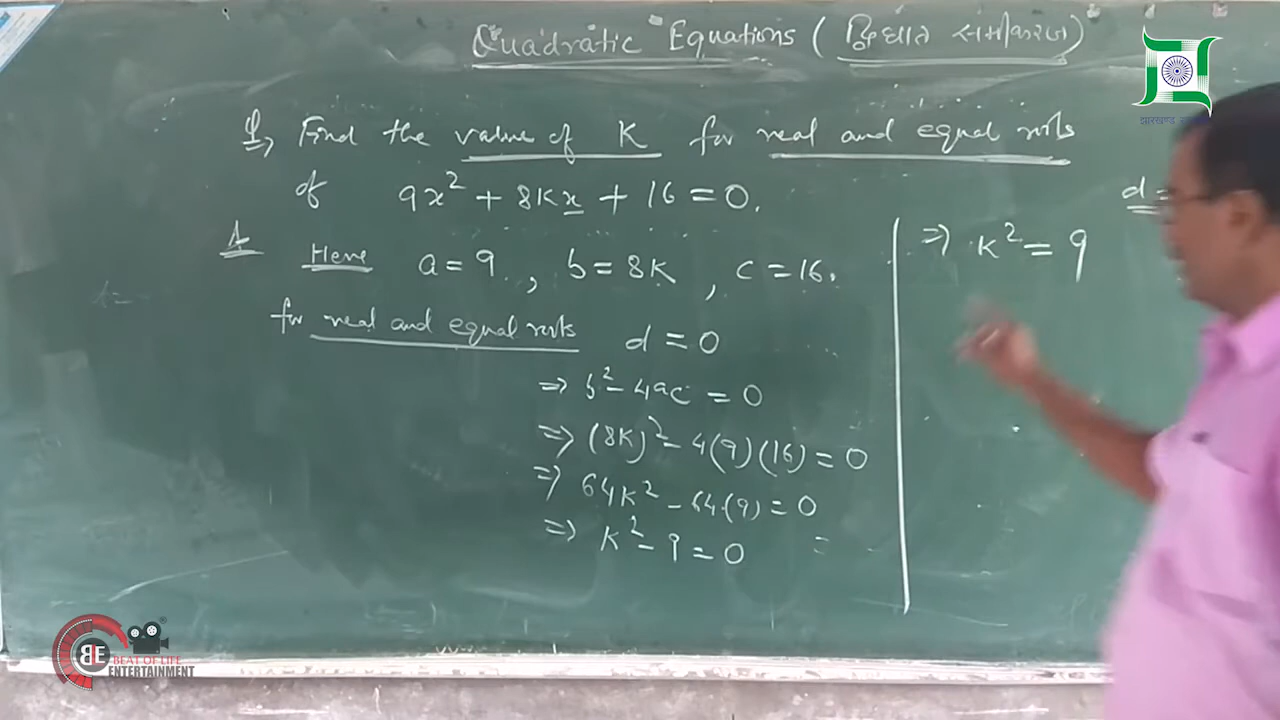 Quadratic Equations (द्विघात समीकरण)
Q, Find the value of K for real and equal roots
of 9x² + 8Kx + 16 = 0.
A Here a = 9, b = 8K, c = 16.
for real and equal roots d = 0
=> b² - 4ac = 0
=> (8K)² - 4(9)(16) = 0
=> 64K² - 64(9) = 0
=> K² - 9 = 0
=> K² = 9
d =
झारखण्ड
BLE
BEAT OF LIFE
ENTERTAINMENT